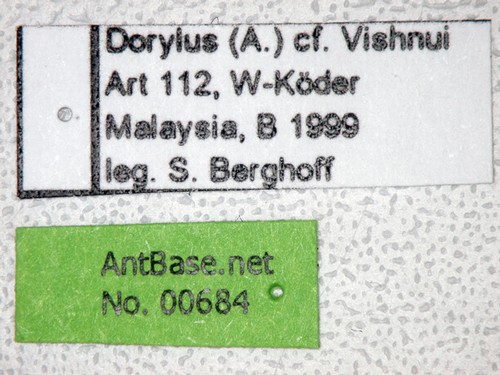 Dorylus (A.) cf. Vishnui
Art 112, W-Köder
Malaysia, B 1999
leg. S. Berghoff
AntBase.net
No. 00684